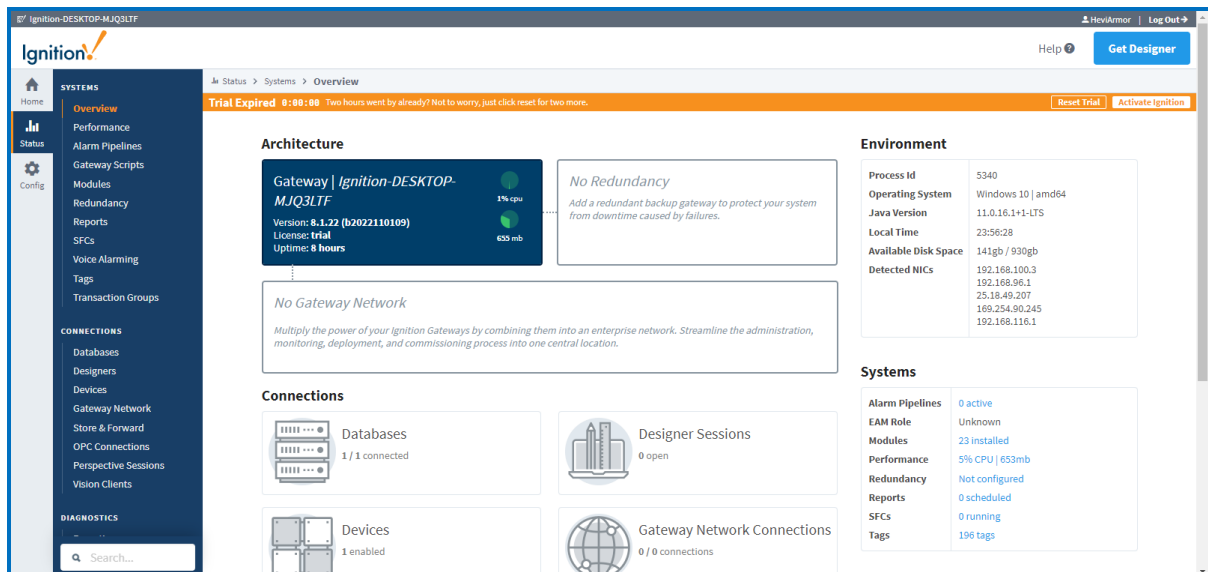 Ignition-DESKTOP-MJQ3LTF
HeviArmor | Log Out
Ignition!
Help
Get Designer
Home
Status
Config
SYSTEMS
Overview
Performance
Alarm Pipelines
Gateway Scripts
Modules
Redundancy
Reports
SFCs
Voice Alarming
Tags
Transaction Groups
CONNECTIONS
Databases
Designers
Devices
Gateway Network
Store & Forward
OPC Connections
Perspective Sessions
Vision Clients
DIAGNOSTICS
Search...
Status > Systems > Overview
Trial Expired 0:00:00 Two hours went by already? Not to worry, just click reset for two more.
Reset Trial
Activate Ignition
Architecture
Gateway | Ignition-DESKTOP-
MJQ3LTF
Version: 8.1.22 (b2022110109)
License: trial
Uptime: 8 hours
1% cpu
655 mb
No Redundancy
Add a redundant backup gateway to protect your system
from downtime caused by failures.
No Gateway Network
Multiply the power of your Ignition Gateways by combining them into an enterprise network. Streamline the administration,
monitoring, deployment, and commissioning process into one central location.
Connections
Databases
1 / 1 connected
Designer Sessions
0 open
Devices
1 enabled
Gateway Network Connections
0 / 0 connections
Environment
Process Id 5340
Operating System Windows 10 | amd64
Java Version 11.0.16.1+1-LTS
Local Time 23:56:28
Available Disk Space 141gb / 930gb
Detected NICs 192.168.100.3
192.168.96.1
25.18.49.207
169.254.90.245
192.168.116.1
Systems
Alarm Pipelines 0 active
EAM Role Unknown
Modules 23 installed
Performance 5% CPU | 653mb
Redundancy Not configured
Reports 0 scheduled
SFCs 0 running
Tags 196 tags